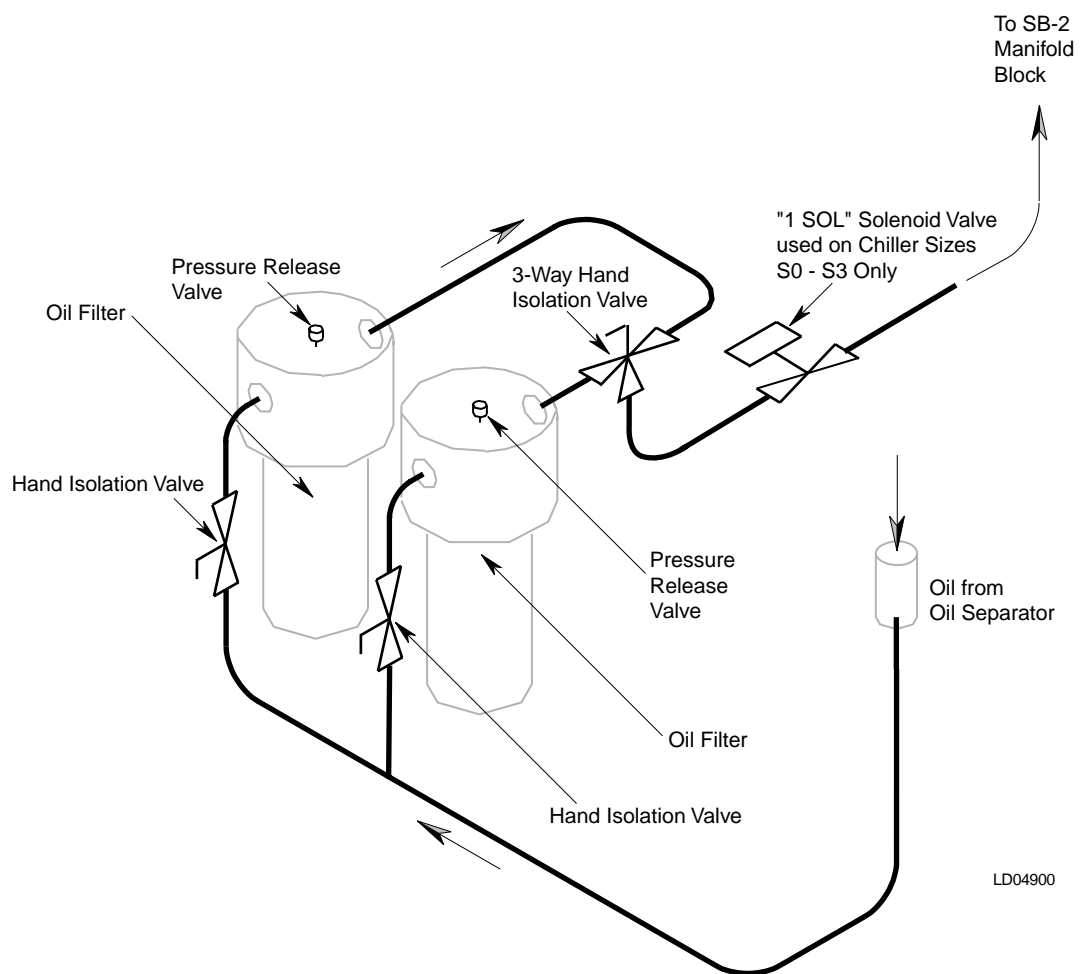 To SB-2
Manifold
Block
"1 SOL" Solenoid Valve
used on Chiller Sizes
S0 - S3 Only
Pressure Release
Valve
3-Way Hand
Isolation Valve
Oil Filter
Hand Isolation Valve
Pressure
Release
Valve
Oil from
Oil Separator
Oil Filter
Hand Isolation Valve
LD04900